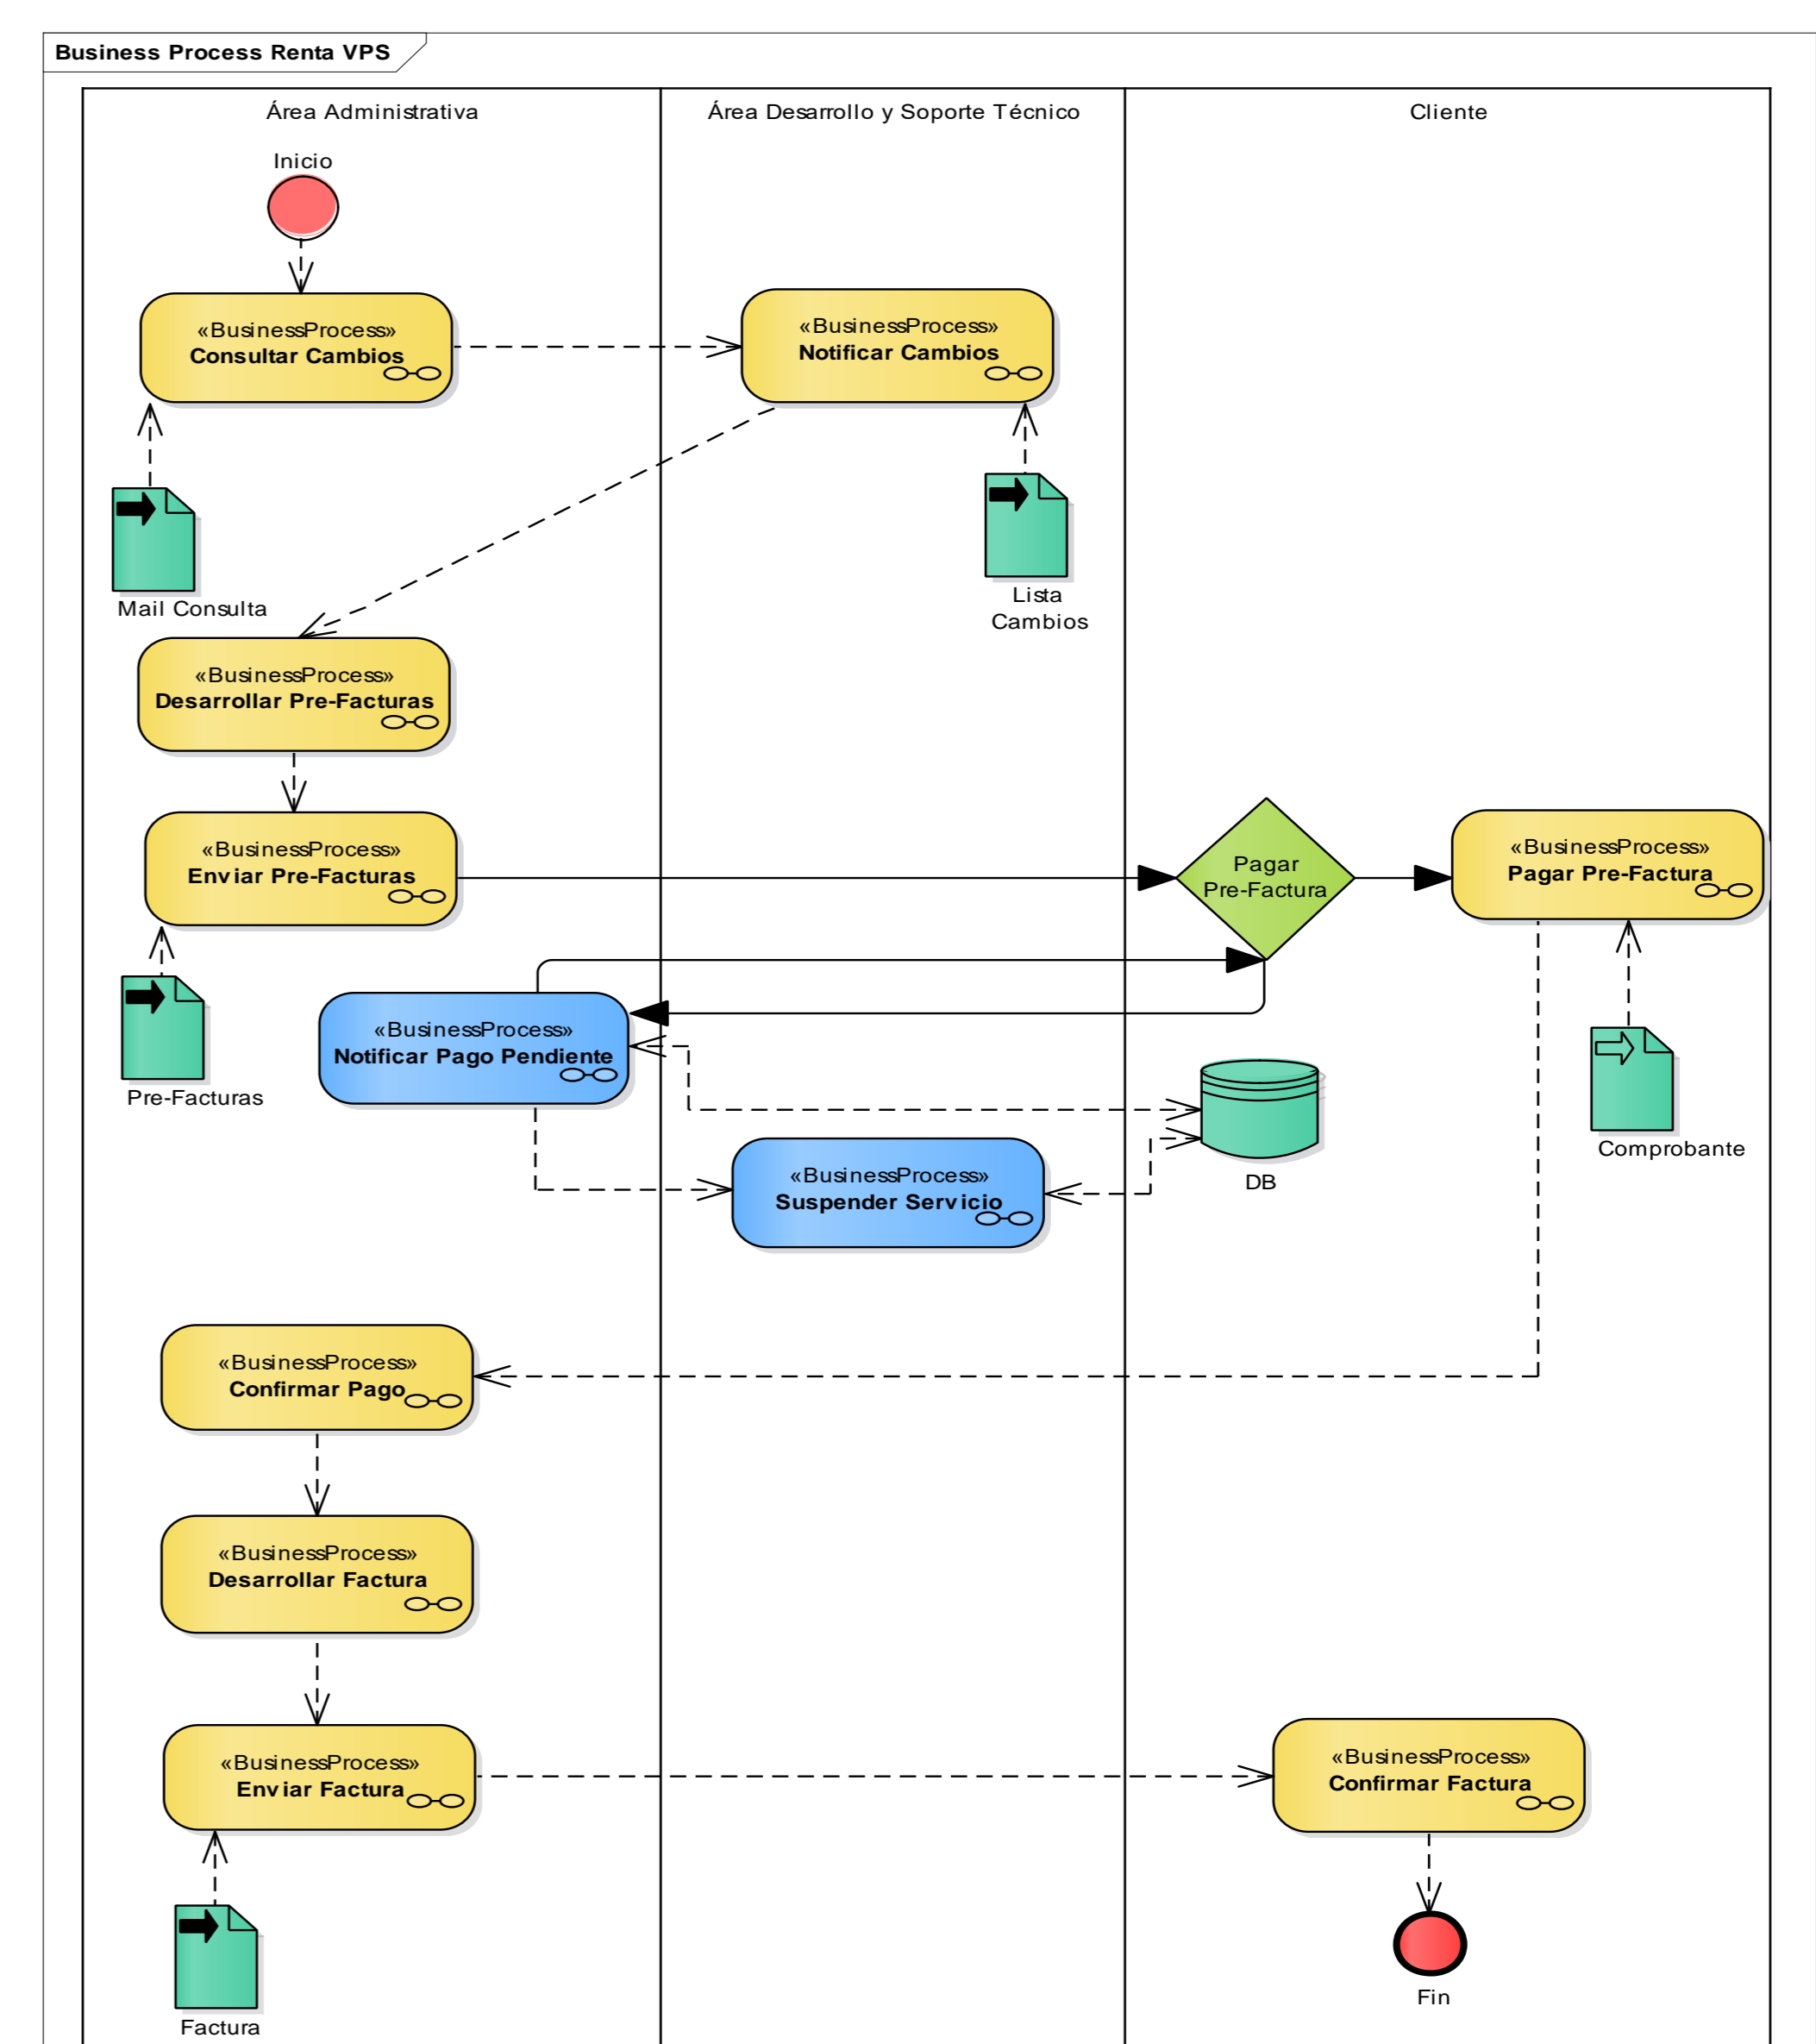 Business Process Renta VPS
Área Administrativa
Área Desarrollo y Soporte Técnico
Cliente
Inicio
«BusinessProcess»
Consultar Cambios
«BusinessProcess»
Notificar Cambios
Mail Consulta
Lista
Cambios
«BusinessProcess»
Desarrollar Pre-Facturas
«BusinessProcess»
Enviar Pre-Facturas
Pagar
Pre-Factura
«BusinessProcess»
Pagar Pre-Factura
«BusinessProcess»
Notificar Pago Pendiente
Pre-Facturas
Comprobante
«BusinessProcess»
Suspender Servicio
DB
«BusinessProcess»
Confirmar Pago
«BusinessProcess»
Desarrollar Factura
«BusinessProcess»
Enviar Factura
«BusinessProcess»
Confirmar Factura
Fin
Factura